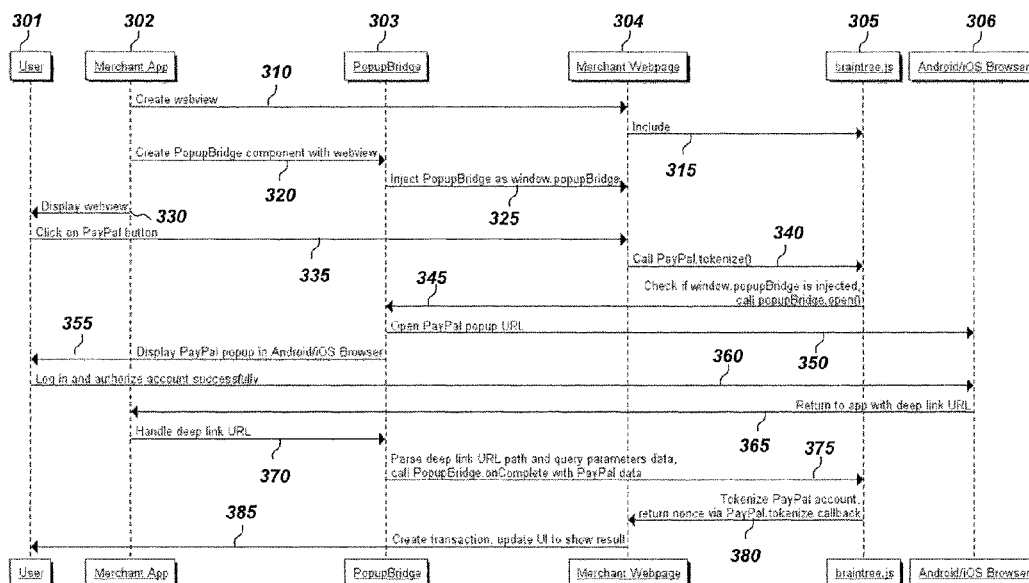 301 302 303 304 305 306
User Merchant App PopupBridge Merchant Webpage braintree.js Android/iOS Browser
310
Create webview
Include
315
Create PopupBridge component with webview
320
Inject PopupBridge as window.popupBridge
325
Display webview
330
Click on PayPal button
335
340
Call PayPal.tokenize()
345
Check if window.popupBridge is injected,
call popupBridge.open()
Open PayPal popup URL
350
355
Display PayPal popup in Android/iOS Browser
360
Log in and authorize account successfully
Return to app with deep link URL
365
Handle deep link URL
370
Parse deep link URL path and query parameters data,
call PopupBridge.onComplete with PayPal data
375
Tokenize PayPal account,
return nonce via PayPal.tokenize callback
380
385
Create transaction, update UI to show result
User Merchant App PopupBridge Merchant Webpage braintree.js Android/iOS Browser